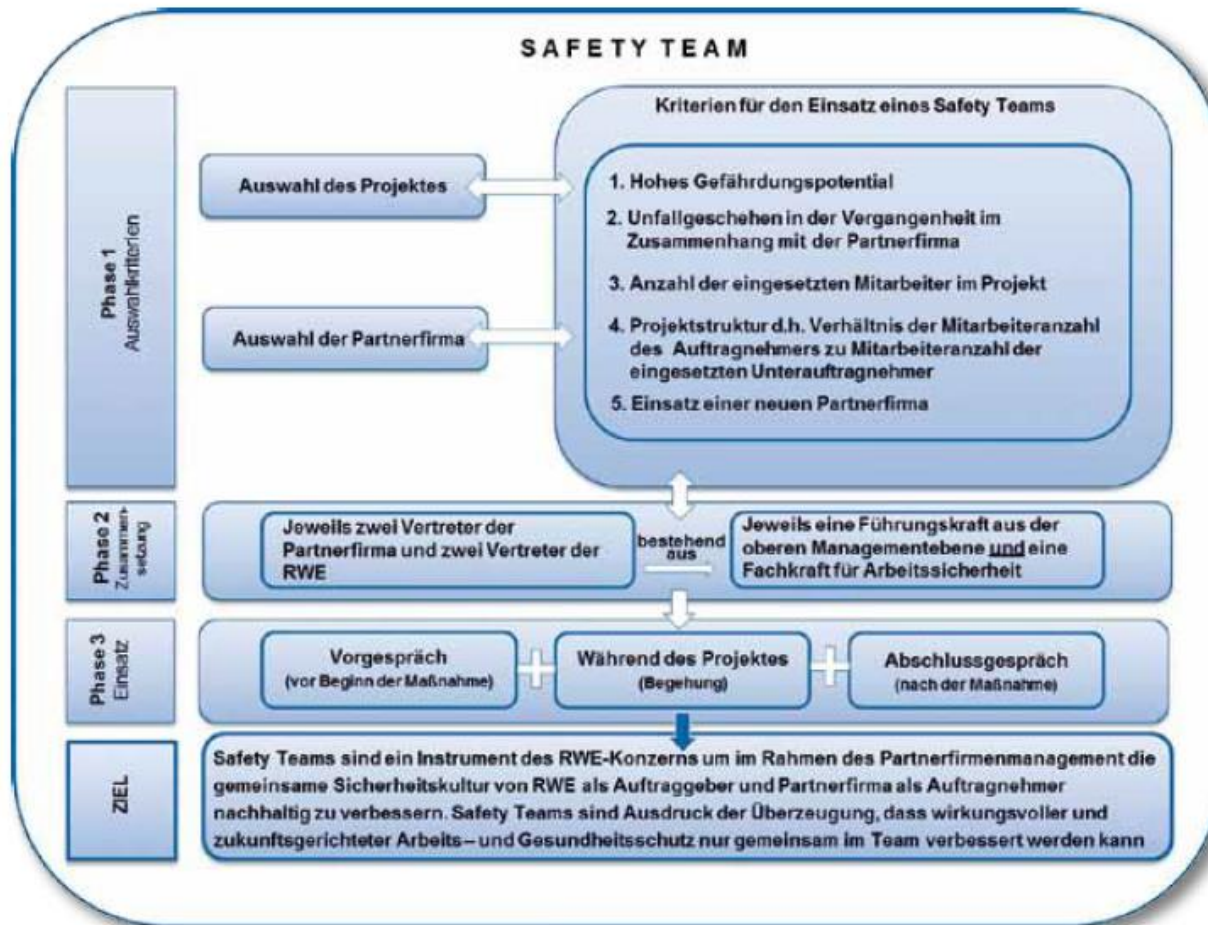 SAFETY TEAM
Phase 1
Auswahlkriterien
Auswahl des Projektes
Auswahl der Partnerfirma
Kriterien für den Einsatz eines Safety Teams
1. Hohes Gefährdungspotential
2. Unfallgeschehen in der Vergangenheit im
Zusammenhang mit der Partnerfirma
3. Anzahl der eingesetzten Mitarbeiter im Projekt
4. Projektstruktur d.h. Verhältnis der Mitarbeiteranzahl
des Auftragnehmers zu Mitarbeiteranzahl der
eingesetzten Unterauftragnehmer
5. Einsatz einer neuen Partnerfirma
Phase 2
Zusammen-
setzung
Jeweils zwei Vertreter der
Partnerfirma und zwei Vertreter der
RWE
bestehend
aus
Jeweils eine Führungskraft aus der
oberen Managementebene und eine
Fachkraft für Arbeitssicherheit
Phase 3
Einsatz
Vorgespräch
(vor Beginn der Maßnahme)
Während des Projektes
(Begehung)
Abschlussgespräch
(nach der Maßnahme)
ZIEL
Safety Teams sind ein Instrument des RWE-Konzerns um im Rahmen des Partnerfirmenmanagement die
gemeinsame Sicherheitskultur von RWE als Auftraggeber und Partnerfirma als Auftragnehmer
nachhaltig zu verbessern. Safety Teams sind Ausdruck der Überzeugung, dass wirkungsvoller und
zukunftsgerichteter Arbeits– und Gesundheitsschutz nur gemeinsam im Team verbessert werden kann